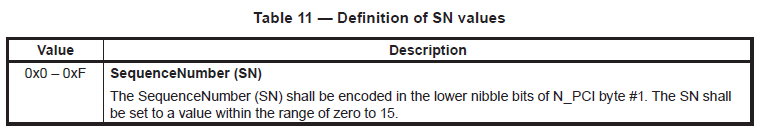 Table 11 — Definition of SN values
Value Description
0x0 – 0xF SequenceNumber (SN)
The SequenceNumber (SN) shall be encoded in the lower nibble bits of N_PCI byte #1. The SN shall
be set to a value within the range of zero to 15.